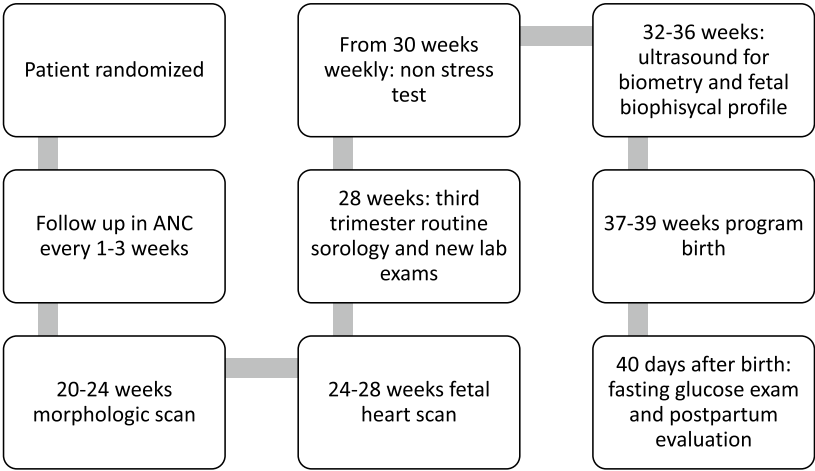 Patient randomized
Follow up in ANC
every 1-3 weeks
20-24 weeks
morphologic scan
24-28 weeks fetal
heart scan
28 weeks: third
trimester routine
sorology and new lab
exams
From 30 weeks
weekly: non stress
test
32-36 weeks:
ultrasound for
biometry and fetal
biophisycal profile
37-39 weeks program
birth
40 days after birth:
fasting glucose exam
and postpartum
evaluation